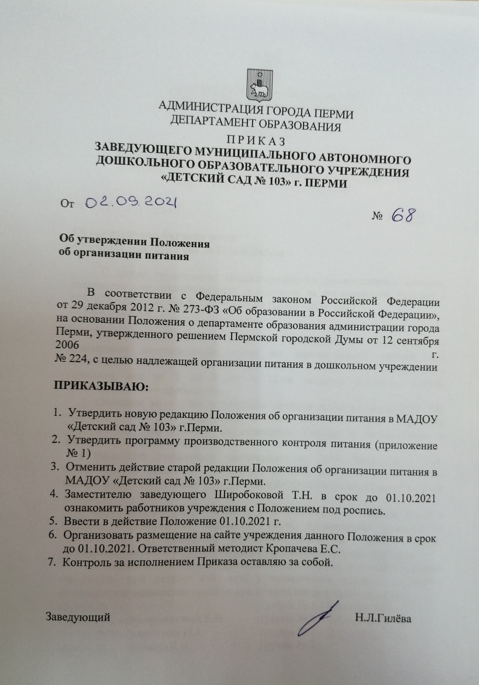 АДМИНИСТРАЦИЯ ГОРОДА ПЕРМИ
ДЕПАРТАМЕНТ ОБРАЗОВАНИЯ
П Р И К А З
ЗАВЕДУЮЩЕГО МУНИЦИПАЛЬНОГО АВТОНОМНОГО
ДОШКОЛЬНОГО ОБРАЗОВАТЕЛЬНОГО УЧРЕЖДЕНИЯ
«ДЕТСКИЙ САД № 103» г. ПЕРМИ
От 02.09.2021
№ 68
Об утверждении Положения
об организации питания
В соответствии с Федеральным законом Российской Федерации
от 29 декабря 2012 г. № 273-ФЗ «Об образовании в Российской Федерации»,
на основании Положения о департаменте образования администрации города
Перми, утвержденного решением Пермской городской Думы от 12 сентября
2006 г.
№ 224, с целью надлежащей организации питания в дошкольном учреждении
ПРИКАЗЫВАЮ:
1. Утвердить новую редакцию Положения об организации питания в МАДОУ
«Детский сад № 103» г.Перми.
2. Утвердить программу производственного контроля питания (приложение
№ 1)
3. Отменить действие старой редакции Положения об организации питания в
МАДОУ «Детский сад № 103» г.Перми.
4. Заместителю заведующего Широбоковой Т.Н. в срок до 01.10.2021
ознакомить работников учреждения с Положением под роспись.
5. Ввести в действие Положение 01.10.2021 г.
6. Организовать размещение на сайте учреждения данного Положения в срок
до 01.10.2021. Ответственный методист Кропачева Е.С.
7. Контроль за исполнением Приказа оставляю за собой.
Заведующий Н.Л.Гилёва